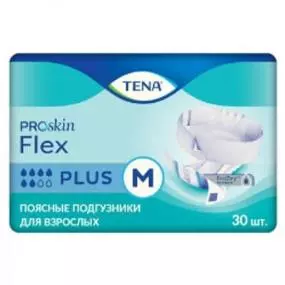 TENA
PROskin
Flex
PLUS M
ПОЯСНЫЕ ПОДГУЗНИКИ
ДЛЯ ВЗРОСЛЫХ
30 шт.